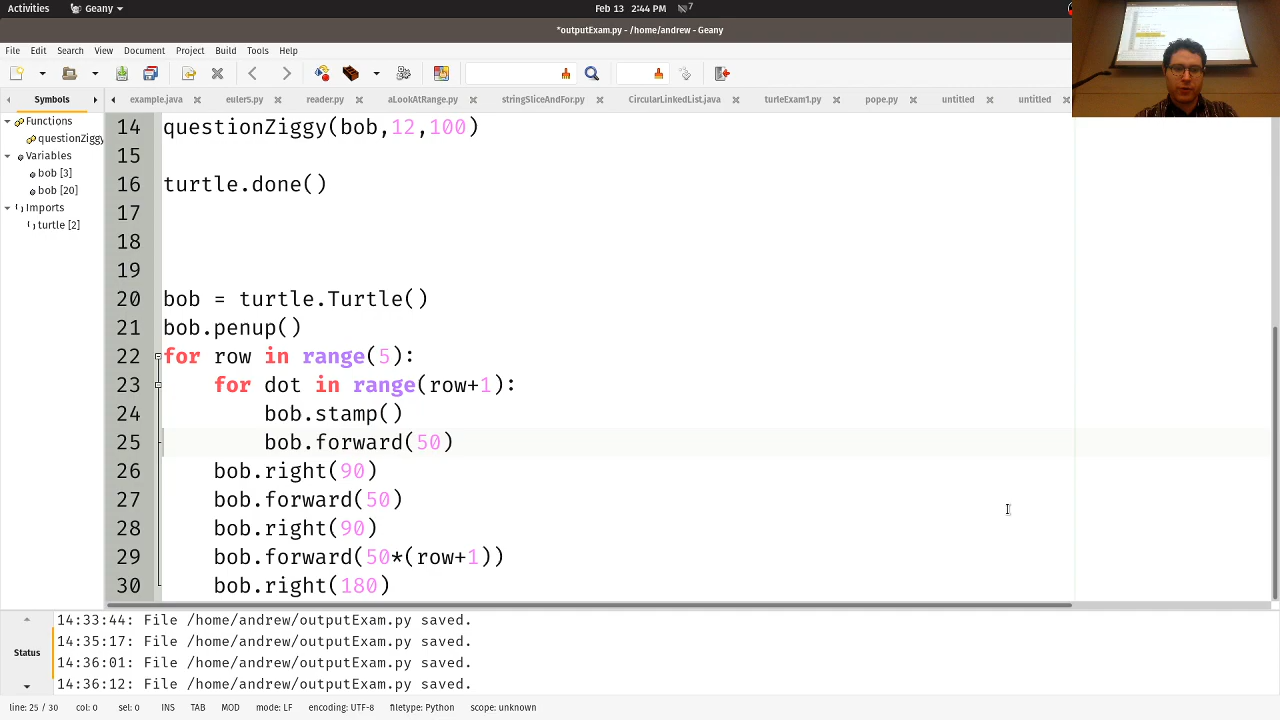 Activities Geany Feb 13 2:44 PM 7
*outputExam.py - /home/andrew - Geany
File Edit Search View Document Project Build Tools Help
Symbols example.java euler5.py reader.py aLookAtRange.py stringSliceAndFor.py CircularLinkedList.java turtleExam1.py pope.py untitled untitled
Functions
questionZiggy
Variables
bob [3]
bob [20]
Imports
turtle [2]
14 questionZiggy(bob,12,100)
15
16 turtle.done()
17
18
19
20 bob = turtle.Turtle()
21 bob.penup()
22 for row in range(5):
23 for dot in range(row+1):
24 bob.stamp()
25 bob.forward(50)
26 bob.right(90)
27 bob.forward(50)
28 bob.right(90)
29 bob.forward(50*(row+1))
30 bob.right(180)
Status
14:33:44: File /home/andrew/outputExam.py saved.
14:35:17: File /home/andrew/outputExam.py saved.
14:36:01: File /home/andrew/outputExam.py saved.
14:36:12: File /home/andrew/outputExam.py saved.
line: 25 / 30 col: 0 sel: 0 INS TAB MOD mode: LF encoding: UTF-8 filetype: Python scope: unknown